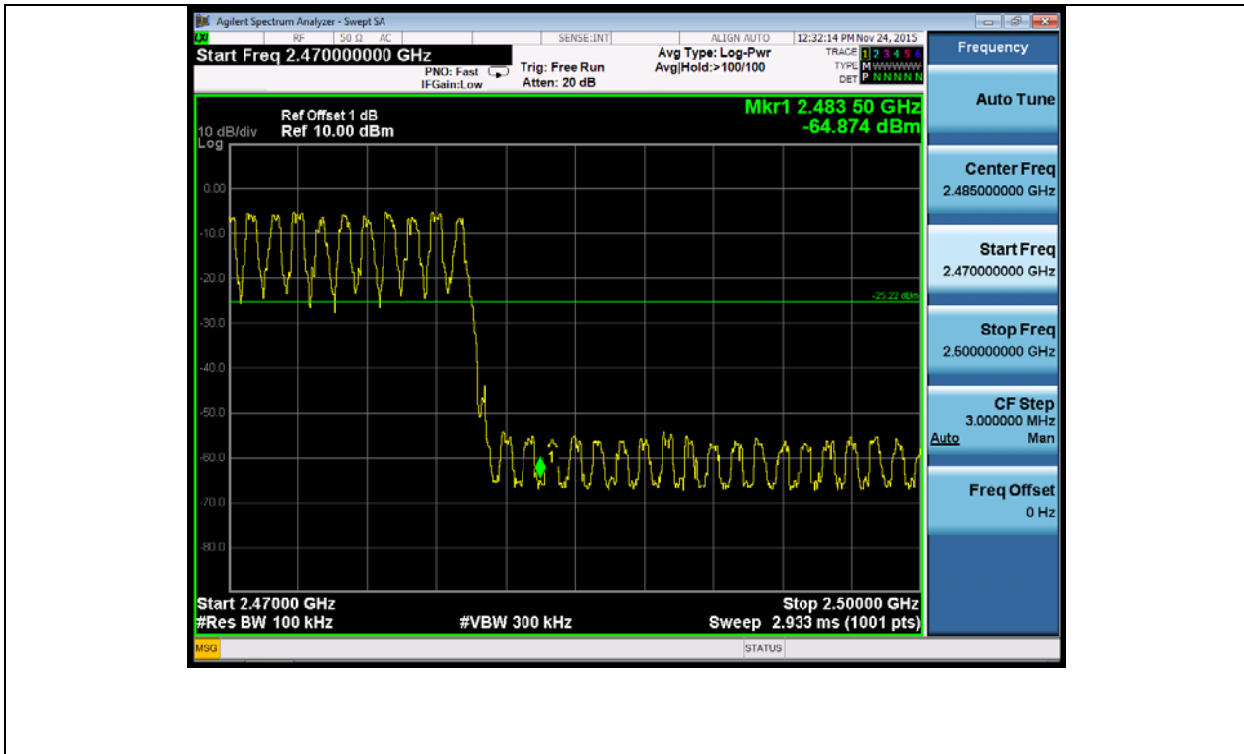 Agilent Spectrum Analyzer - Swept SA
LXI RF 50 Ω AC SENSE:INT ALIGN AUTO 12:32:14 PM Nov 24, 2015
Start Freq 2.470000000 GHz
PNO: Fast
IFGain:Low
Trig: Free Run
Atten: 20 dB
Avg Type: Log-Pwr
Avg|Hold:>100/100
TRACE 1 2 3 4 5 6
TYPE M W W W W W
DET P N N N N N
Mkr1 2.483 50 GHz
-64.874 dBm
10 dB/div
Log
Ref Offset 1 dB
Ref 10.00 dBm
0.00
-10.0
-20.0
-25.22 dBm
-30.0
-40.0
-50.0
-60.0
1
-70.0
-80.0
Start 2.47000 GHz
Stop 2.50000 GHz
#Res BW 100 kHz
#VBW 300 kHz
Sweep 2.933 ms (1001 pts)
Frequency
Auto Tune
Center Freq
2.485000000 GHz
Start Freq
2.470000000 GHz
Stop Freq
2.500000000 GHz
CF Step
3.000000 MHz
Auto Man
Freq Offset
0 Hz
MSG
STATUS